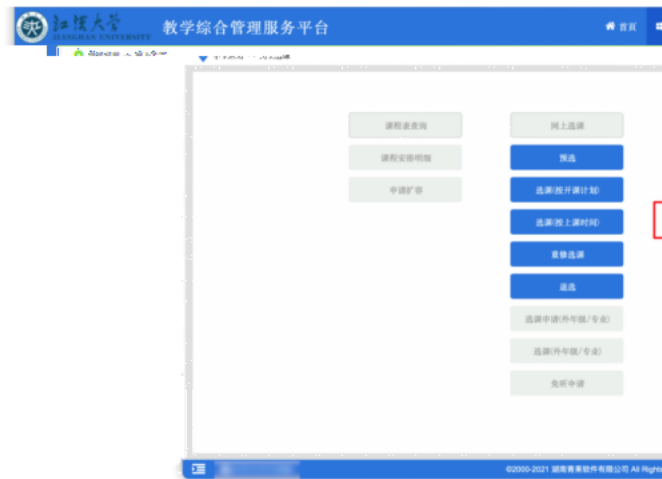 江汉大学 教学综合管理服务平台 首页
JIANGHAN UNIVERSITY
课程表查询 网上选课
课程安排明细 预选
申请扩容 选课(按开课计划)
选课(按上课时间)
重修选课
退选
选课申请(外年级/专业)
选课(外年级/专业)
免听申请
©2000-2021 湖南青果软件有限公司 All Rights